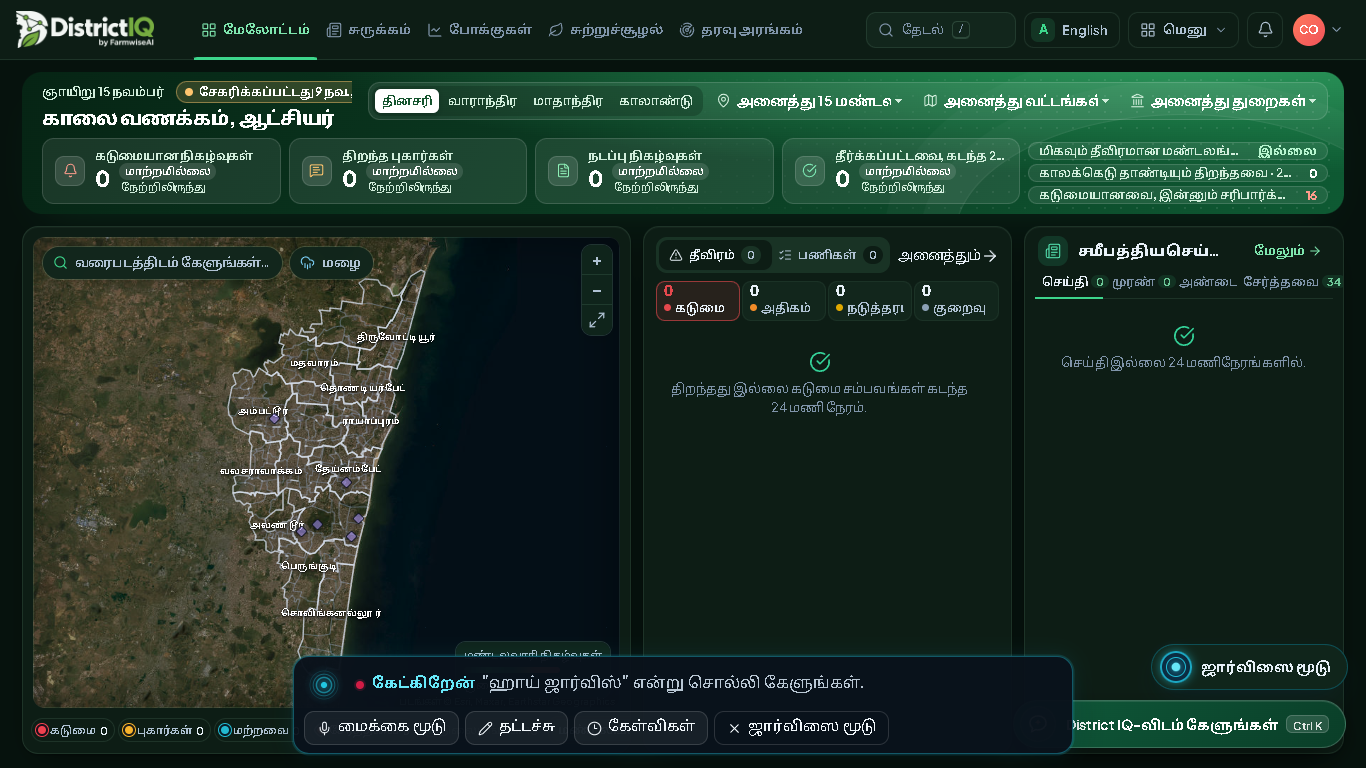 DistrictIQ
by FarmwiseAI
மேலோட்டம்
சுருக்கம்
போக்குகள்
சுற்றுச்சூழல்
தரவு அரங்கம்
தேடல் /
A English
மெனு
CO
ஞாயிறு 15 நவம்பர்
சேகரிக்கப்பட்டது 9 நவ.
காலை வணக்கம், ஆட்சியர்
தினசரி
வாராந்திர
மாதாந்திர
காலாண்டு
அனைத்து 15 மண்டல
அனைத்து வட்டங்கள்
அனைத்து துறைகள்
கடுமையான நிகழ்வுகள்
0 மாற்றமில்லை
நேற்றிலிருந்து
திறந்த புகார்கள்
0 மாற்றமில்லை
நேற்றிலிருந்து
நடப்பு நிகழ்வுகள்
0 மாற்றமில்லை
நேற்றிலிருந்து
தீர்க்கப்பட்டவை, கடந்த 2...
0 மாற்றமில்லை
நேற்றிலிருந்து
மிகவும் தீவிரமான மண்டலங்... இல்லை
காலக்கெடு தாண்டியும் திறந்தவை · 2... 0
கடுமையானவை, இன்னும் சரிபார்க்... 16
வரைபடத்திடம் கேளுங்கள்...
மழை
+
−
திருவோட்டியூர்
மதவாரம்
தொண்டியர்பேட்
அம்பட்டூர்
ராயாப்புரம்
வலசராவாக்கம்
தேயனம்பேட்
அலண்டூர்
பெருங்குடி
சொலிங்கனல்லூர்
மண்டலவாரி நிகழ்வுகள்
கடுமை 0
புகார்கள் 0
மற்றவை
தீவிரம் 0
பணிகள் 0
அனைத்தும்
0 கடுமை
0 அதிகம்
0 நடுத்தர
0 குறைவு
திறந்தது இல்லை கடுமை சம்பவங்கள் கடந்த
24 மணி நேரம்.
சமீபத்திய செய்...
மேலும்
செய்தி 0
முரண் 0
அண்டை
சேர்த்தவை 34
செய்தி இல்லை 24 மணிநேரங்களில்.
ஜார்விஸை மூடு
கேட்கிறேன் "ஹாய் ஜார்விஸ்" என்று சொல்லி கேளுங்கள்.
மைக்கை மூடு
தட்டச்சு
கேள்விகள்
ஜார்விஸை மூடு
District IQ-விடம் கேளுங்கள் Ctrl K